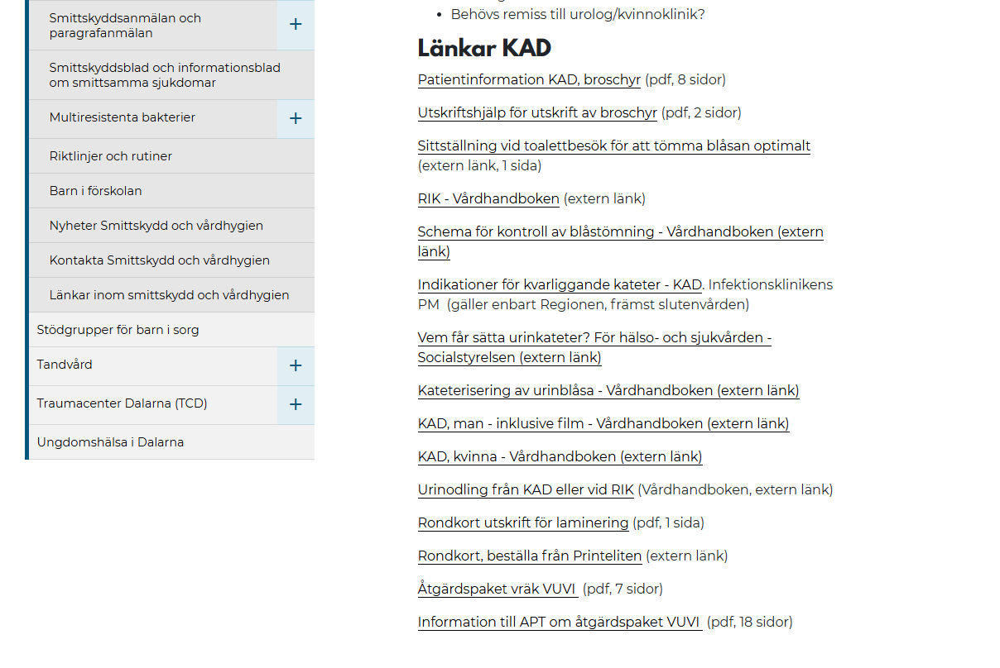 Smittskyddsanmälan och
paragrafanmälan
Smittskyddsblad och informationsblad
om smittsamma sjukdomar
Multiresistenta bakterier
Riktlinjer och rutiner
Barn i förskolan
Nyheter Smittskydd och vårdhygien
Kontakta Smittskydd och vårdhygien
Länkar inom smittskydd och vårdhygien
Stödgrupper för barn i sorg
Tandvård
Traumacenter Dalarna (TCD)
Ungdomshälsa i Dalarna
• Behövs remiss till urolog/kvinnoklinik?
Länkar KAD
Patientinformation KAD, broschyr (pdf, 8 sidor)
Utskriftshjälp för utskrift av broschyr (pdf, 2 sidor)
Sittställning vid toalettbesök för att tömma blåsan optimalt
(extern länk, 1 sida)
RIK - Vårdhandboken (extern länk)
Schema för kontroll av blåstömning - Vårdhandboken (extern
länk)
Indikationer för kvarliggande kateter - KAD. Infektionsklinikens
PM (gäller enbart Regionen, främst slutenvården)
Vem får sätta urinkateter? För hälso- och sjukvården -
Socialstyrelsen (extern länk)
Kateterisering av urinblåsa - Vårdhandboken (extern länk)
KAD, man - inklusive film - Vårdhandboken (extern länk)
KAD, kvinna - Vårdhandboken (extern länk)
Urinodling från KAD eller vid RIK (Vårdhandboken, extern länk)
Rondkort utskrift för laminering (pdf, 1 sida)
Rondkort, beställa från Printeliten (extern länk)
Åtgärdspaket vräk VUVI (pdf, 7 sidor)
Information till APT om åtgärdspaket VUVI (pdf, 18 sidor)